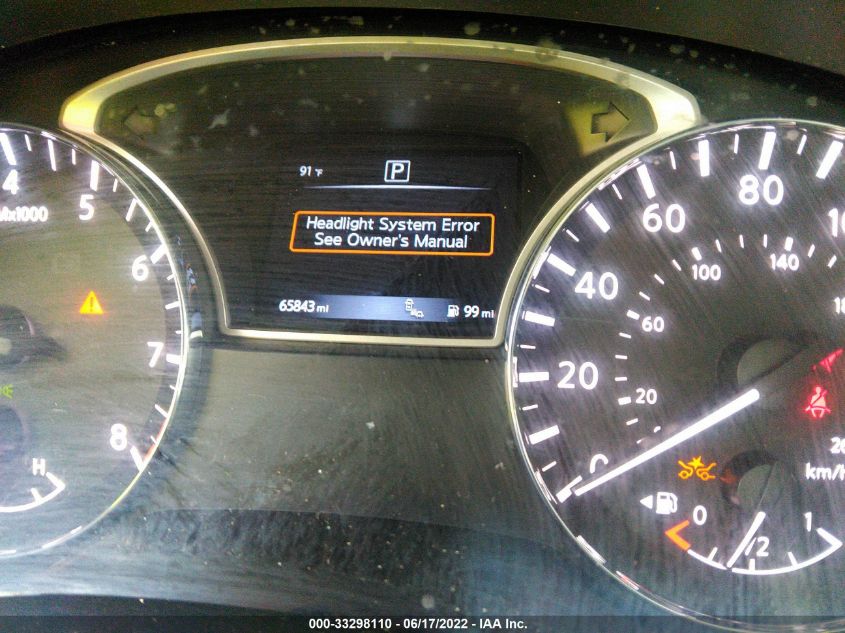 91 °F
P
Headlight System Error
See Owner's Manual
65843 mi
99 mi
4
5
6
7
8
x1000
H
0
20
40
60
80
20
60
100
140
km/h
0
1/2
1
000-33298110 - 06/17/2022 - IAA Inc.